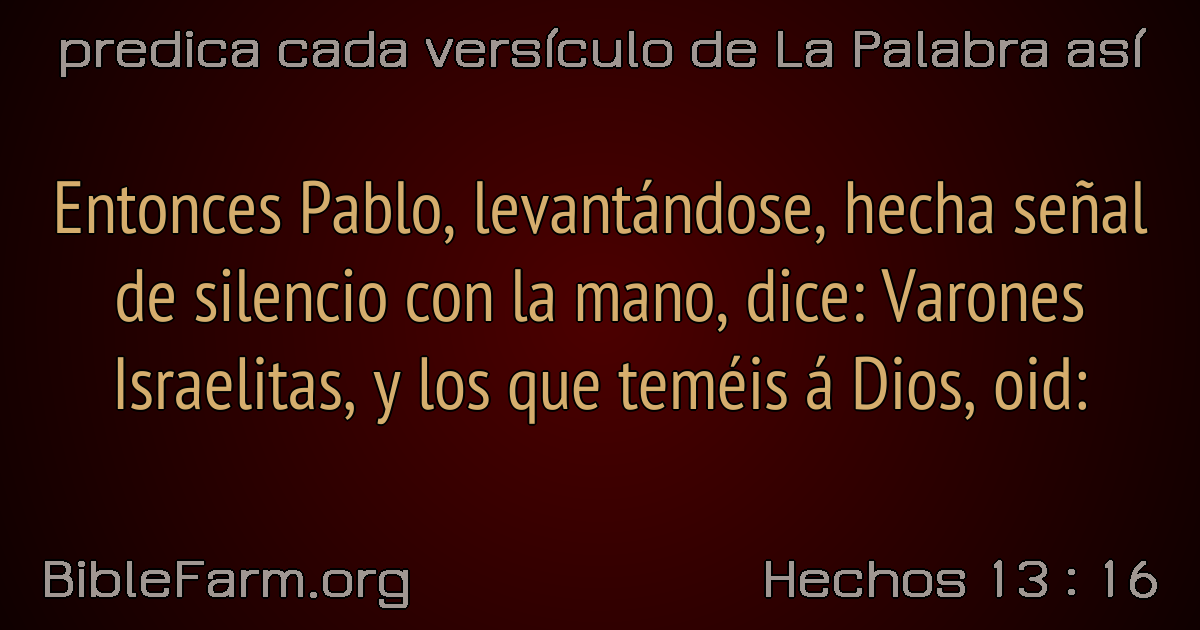 predica cada versículo de La Palabra así
Entonces Pablo, levantándose, hecha señal
de silencio con la mano, dice: Varones
Israelitas, y los que teméis á Dios, oid:
BibleFarm.org
Hechos 13 : 16